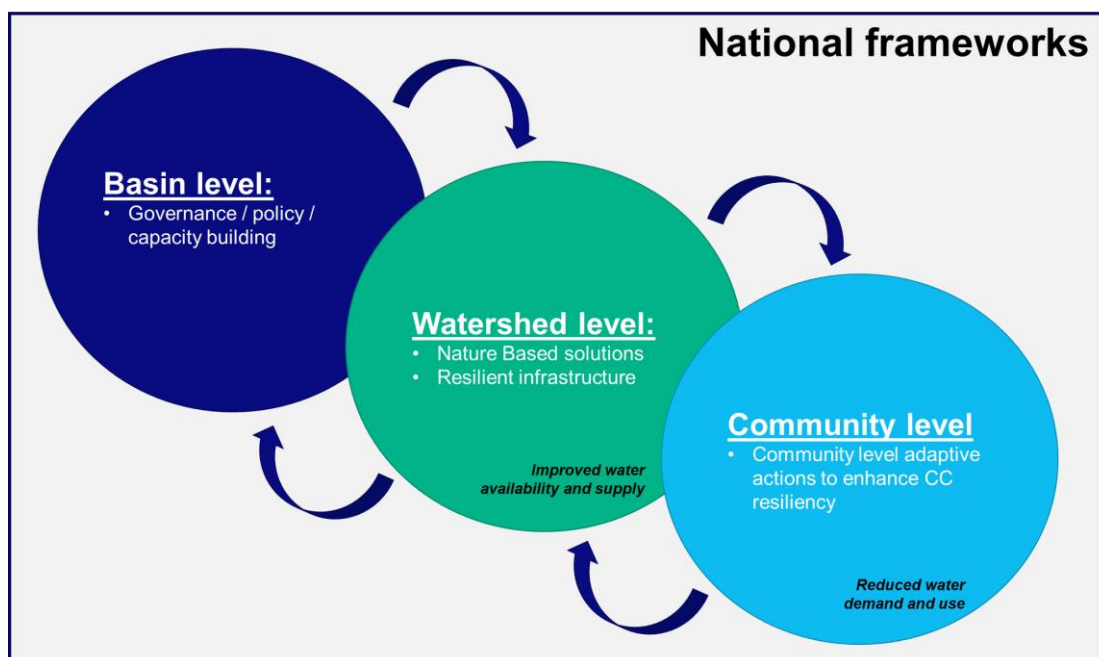 National frameworks
Basin level:
• Governance / policy /
capacity building
Watershed level:
• Nature Based solutions
• Resilient infrastructure
Improved water
availability and supply
Community level
• Community level adaptive
actions to enhance CC
resiliency
Reduced water
demand and use